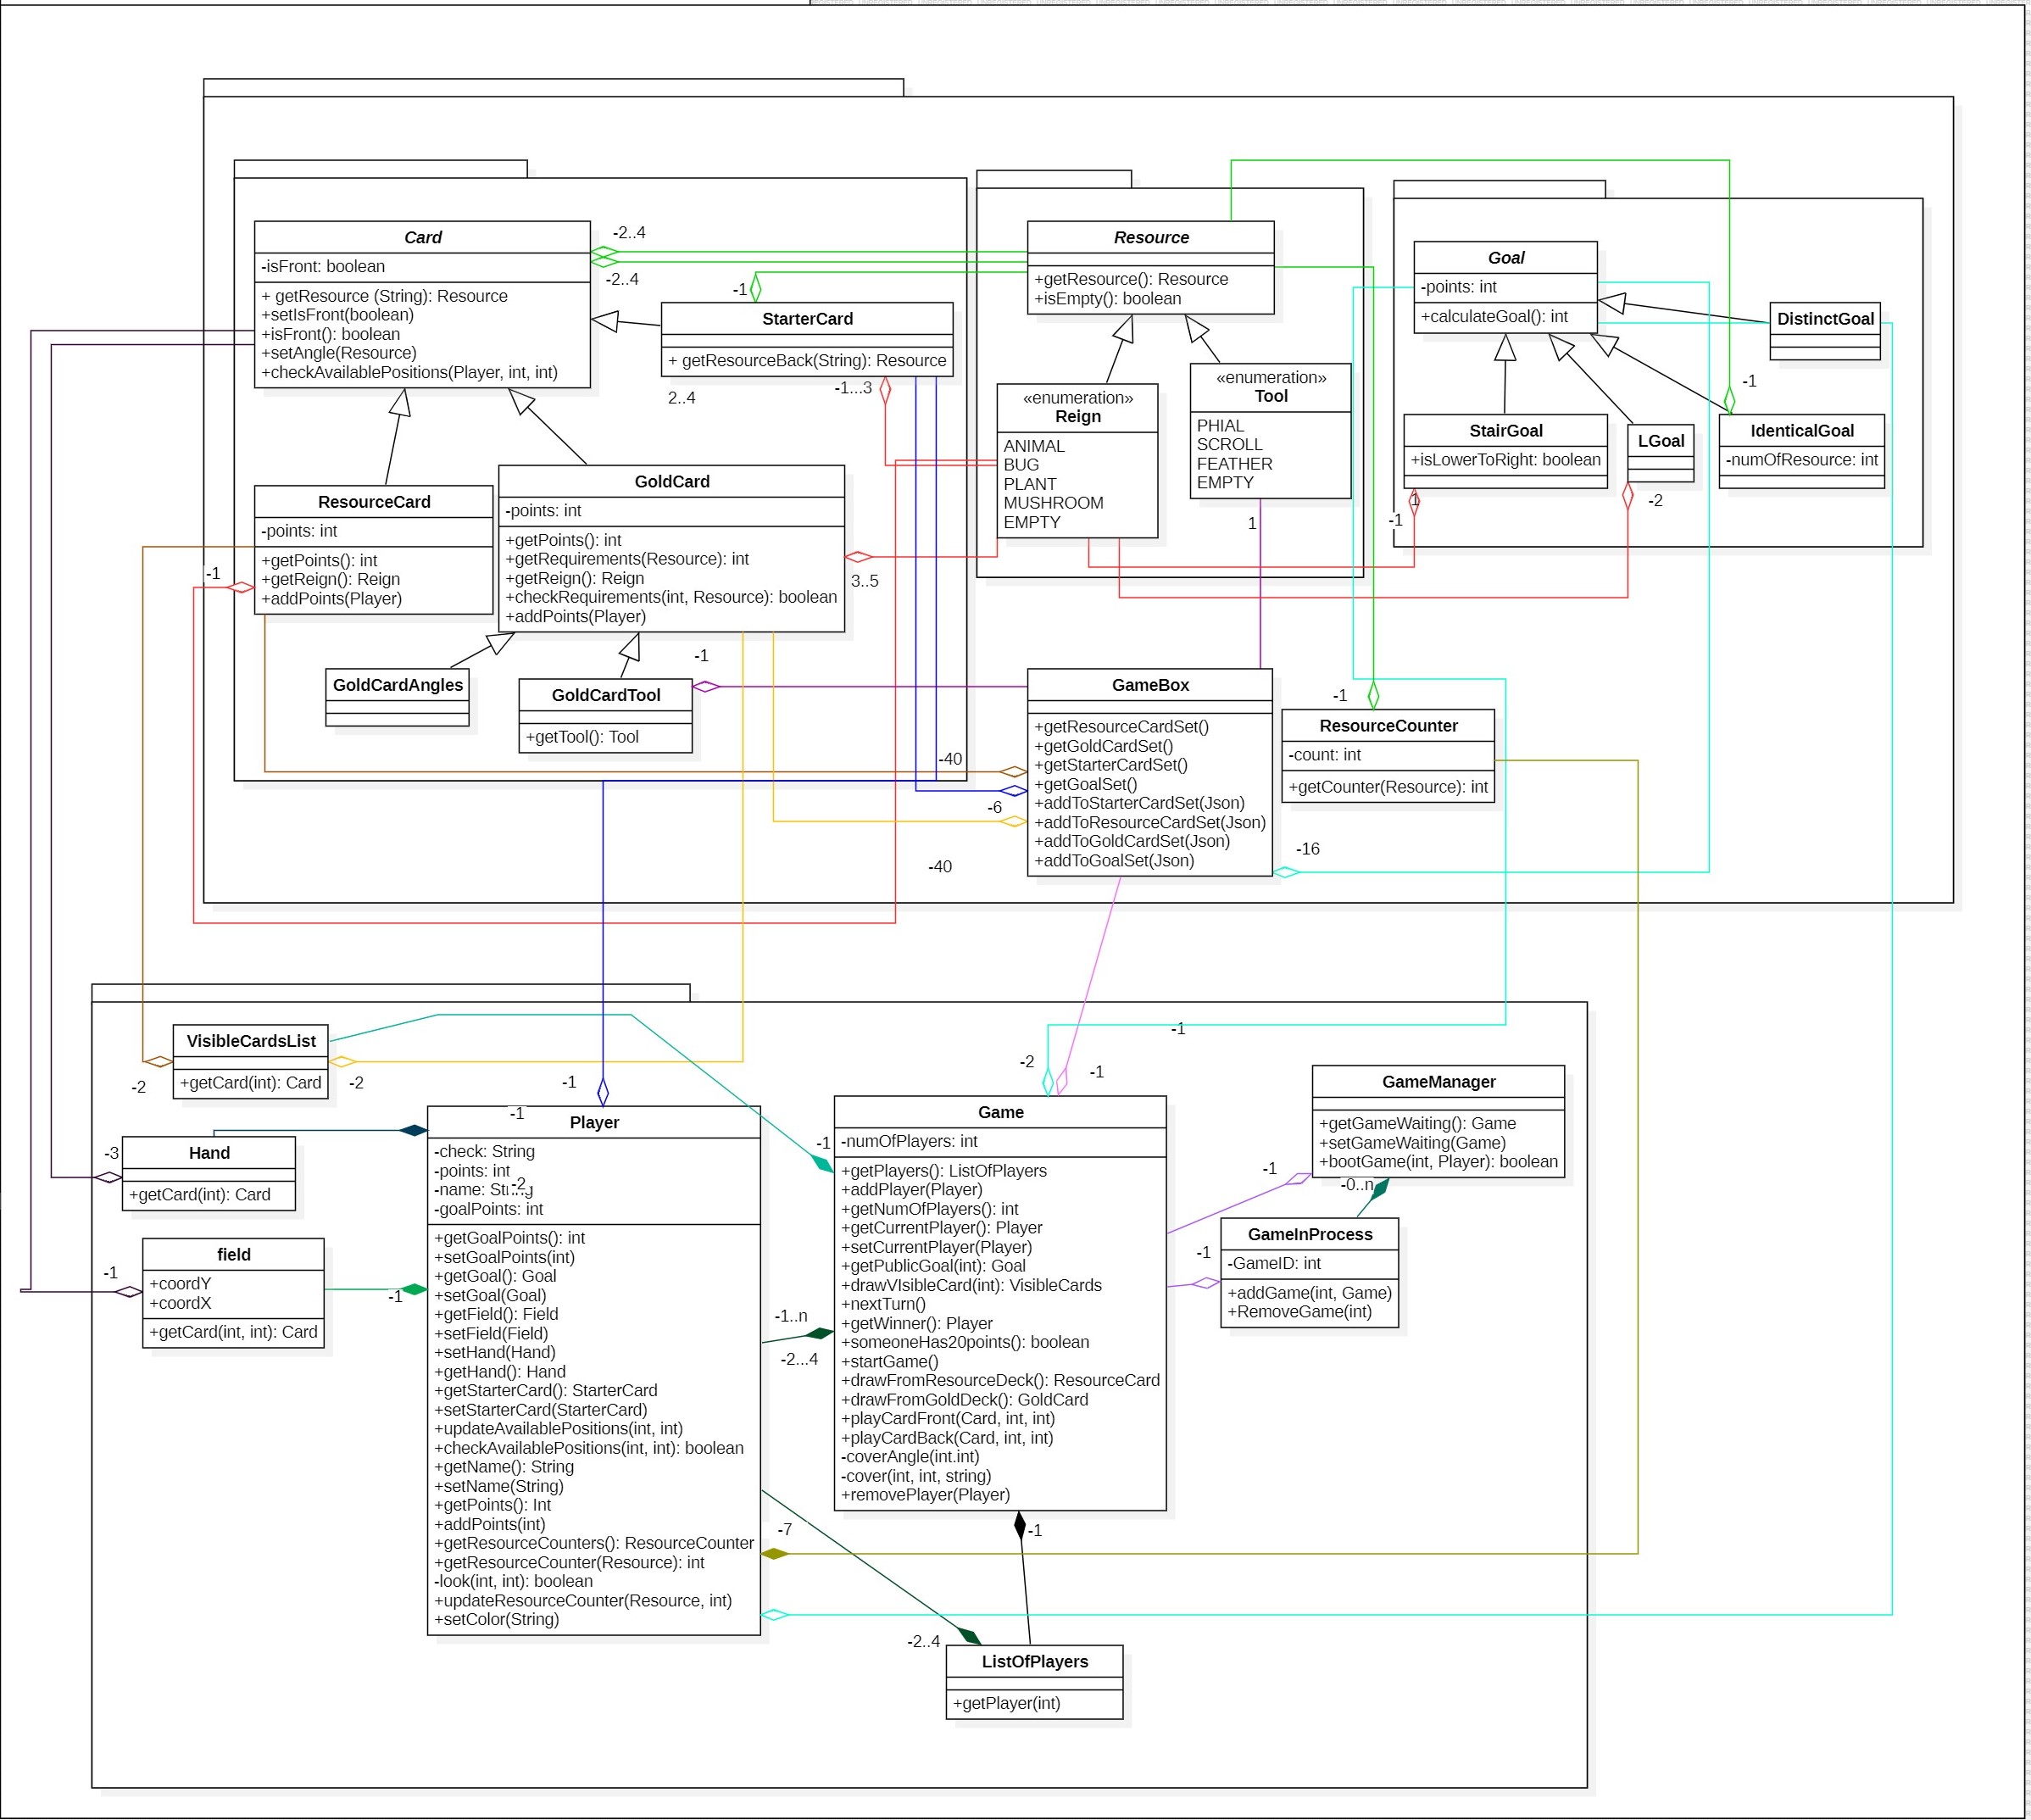 Card
-isFront: boolean
+ getResource (String): Resource
+setIsFront(boolean)
+isFront(): boolean
+setAngle(Resource)
+checkAvailablePositions(Player, int, int)
-2..4
-2..4
-1
StarterCard
+ getResourceBack(String): Resource
2..4
-1...3
Resource
+getResource(): Resource
+isEmpty(): boolean
«enumeration»
Reign
ANIMAL
BUG
PLANT
MUSHROOM
EMPTY
«enumeration»
Tool
PHIAL
SCROLL
FEATHER
EMPTY
1
Goal
-points: int
+calculateGoal(): int
DistinctGoal
-1
StairGoal
+isLowerToRight: boolean
LGoal
IdenticalGoal
-numOfResource: int
1
-1
-2
ResourceCard
-points: int
+getPoints(): int
+getReign(): Reign
+addPoints(Player)
-1
GoldCard
-points: int
+getPoints(): int
+getRequirements(Resource): int
+getReign(): Reign
+checkRequirements(int, Resource): boolean
+addPoints(Player)
3..5
GoldCardAngles
GoldCardTool
+getTool(): Tool
-1
GameBox
+getResourceCardSet()
+getGoldCardSet()
+getStarterCardSet()
+getGoalSet()
+addToStarterCardSet(Json)
+addToResourceCardSet(Json)
+addToGoldCardSet(Json)
+addToGoalSet(Json)
-40
-6
-40
-16
-1
ResourceCounter
-count: int
+getCounter(Resource): int
VisibleCardsList
+getCard(int): Card
-2
-2
-1
Hand
+getCard(int): Card
-3
field
+coordY
+coordX
+getCard(int, int): Card
-1
-1
-1
Player
-check: String
-points: int
-name: String
-2
-goalPoints: int
+getGoalPoints(): int
+setGoalPoints(int)
+getGoal(): Goal
+setGoal(Goal)
+getField(): Field
+setField(Field)
+setHand(Hand)
+getHand(): Hand
+getStarterCard(): StarterCard
+setStarterCard(StarterCard)
+updateAvailablePositions(int, int)
+checkAvailablePositions(int, int): boolean
+getName(): String
+setName(String)
+getPoints(): Int
+addPoints(int)
+getResourceCounters(): ResourceCounter
+getResourceCounter(Resource): int
-look(int, int): boolean
+updateResourceCounter(Resource, int)
+setColor(String)
-1
-2
-1
-1
Game
-numOfPlayers: int
+getPlayers(): ListOfPlayers
+addPlayer(Player)
+getNumOfPlayers(): int
+getCurrentPlayer(): Player
+setCurrentPlayer(Player)
+getPublicGoal(int): Goal
+drawVIsibleCard(int): VisibleCards
+nextTurn()
+getWinner(): Player
+someoneHas20points(): boolean
+startGame()
+drawFromResourceDeck(): ResourceCard
+drawFromGoldDeck(): GoldCard
+playCardFront(Card, int, int)
+playCardBack(Card, int, int)
-coverAngle(int.int)
-cover(int, int, string)
+removePlayer(Player)
-1..n
-2...4
-7
-1
-2..4
ListOfPlayers
+getPlayer(int)
GameManager
+getGameWaiting(): Game
+setGameWaiting(Game)
+bootGame(int, Player): boolean
-1
-0..n
-1
GameInProcess
-GameID: int
+addGame(int, Game)
+RemoveGame(int)